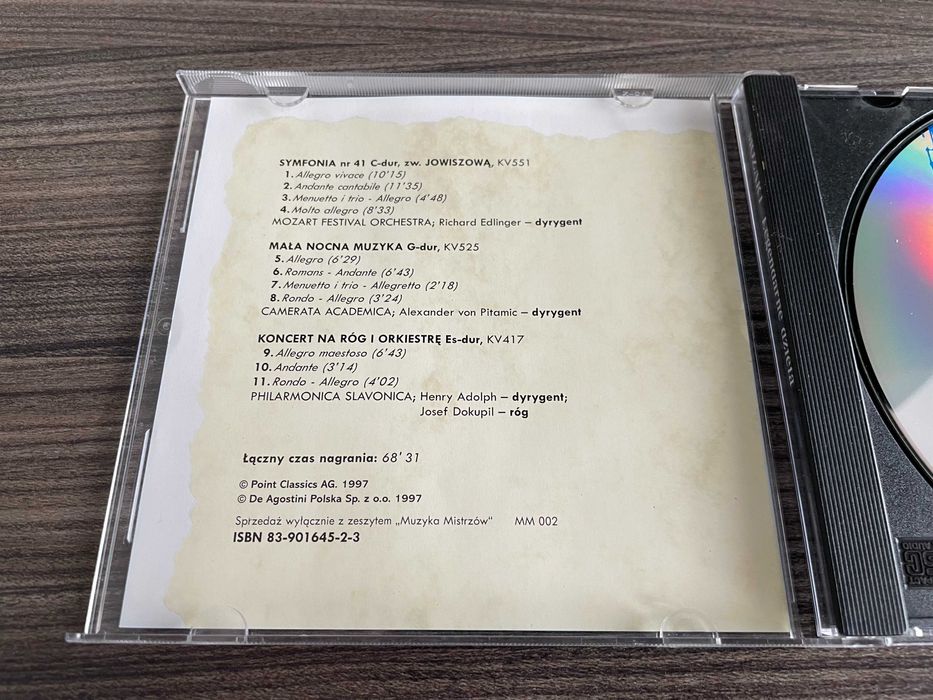 SYMFONIA nr 41 C-dur, zw. JOWISZOWĄ, KV551
1. Allegro vivace (10'15)
2. Andante cantabile (11'35)
3. Menuetto i trio - Allegro (4'48)
4. Molto allegro (8'33)
MOZART FESTIVAL ORCHESTRA; Richard Edlinger – dyrygent
MAŁA NOCNA MUZYKA G-dur, KV525
5. Allegro (6'29)
6. Romans - Andante (6'43)
7. Menuetto i trio - Allegretto (2'18)
8. Rondo - Allegro (3'24)
CAMERATA ACADEMICA; Alexander von Pitamic – dyrygent
KONCERT NA RÓG I ORKIESTRĘ Es-dur, KV417
9. Allegro maestoso (6'43)
10. Andante (3'14)
11. Rondo - Allegro (4'02)
PHILARMONICA SLAVONICA; Henry Adolph – dyrygent;
Josef Dokupil – róg
Łączny czas nagrania: 68' 31
© Point Classics AG. 1997
© De Agostini Polska Sp. z o.o. 1997
Sprzedaż wyłącznie z zeszytem „Muzyka Mistrzów” MM 002
ISBN 83-901645-2-3
dzieła